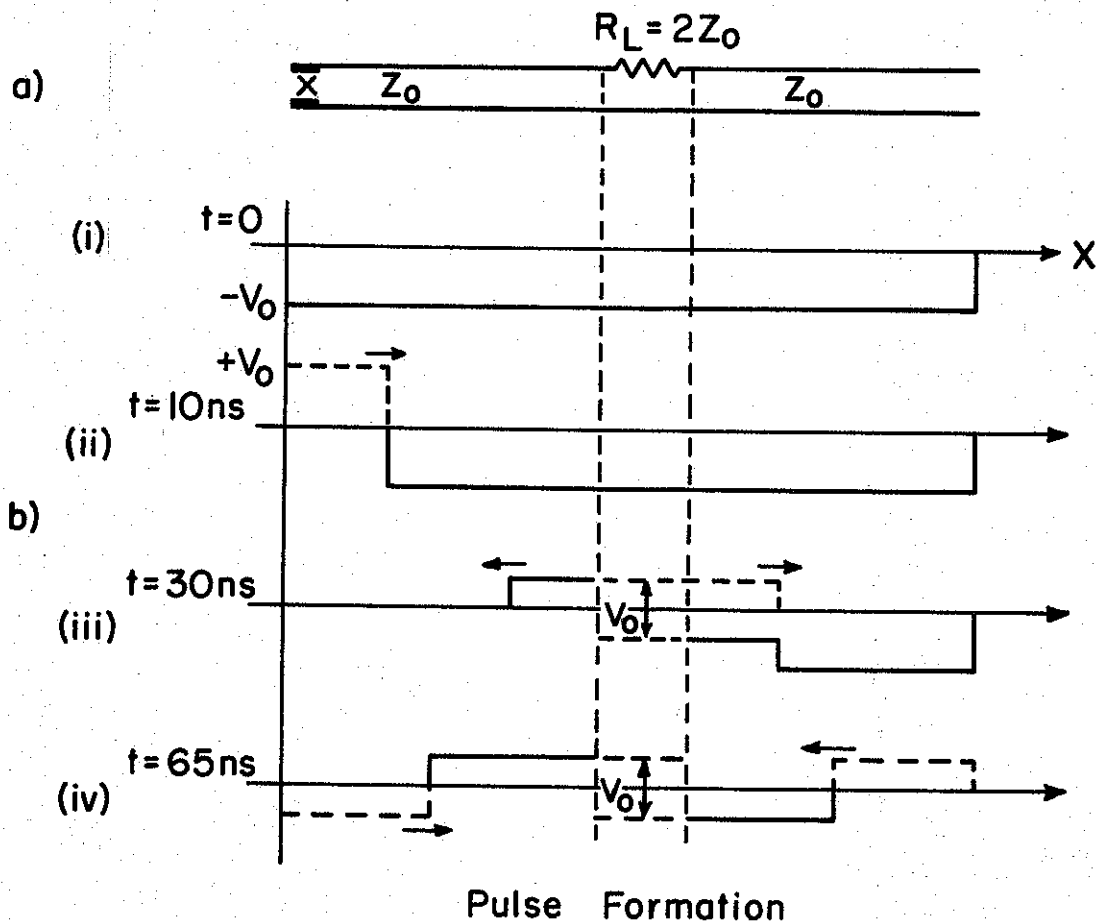 R_L = 2Z_0
a)
X Z_0 Z_0
t=0
(i)
X
-V_0
+V_0
t=10ns
(ii)
b)
t=30ns
(iii)
V_0
t=65ns
(iv)
V_0
Pulse Formation